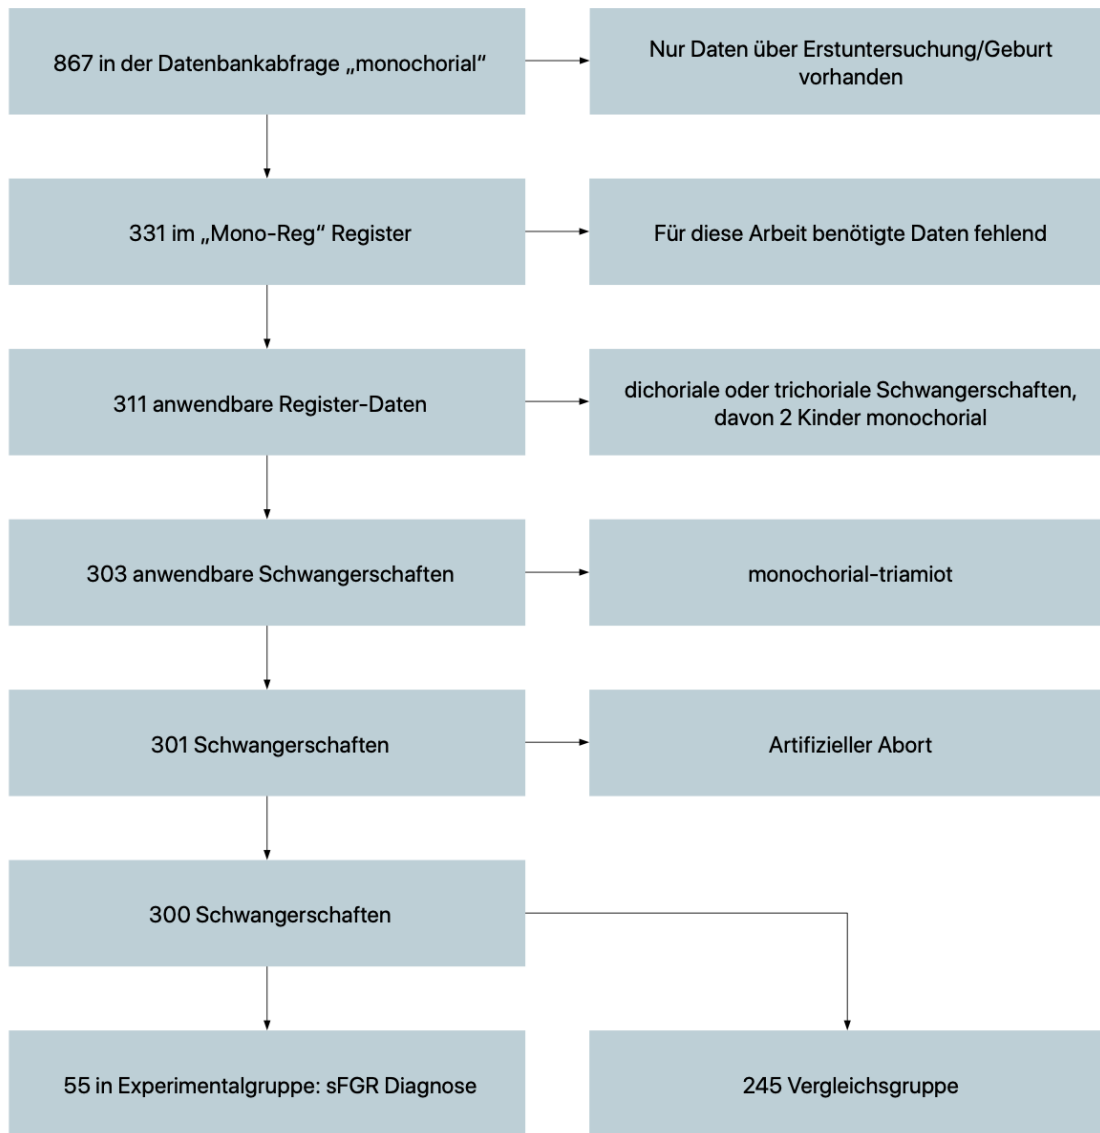 867 in der Datenbankabfrage „monochorial“
Nur Daten über Erstuntersuchung/Geburt
vorhanden
331 im „Mono-Reg“ Register
Für diese Arbeit benötigte Daten fehlend
311 anwendbare Register-Daten
dichoriale oder trichoriale Schwangerschaften,
davon 2 Kinder monochorial
303 anwendbare Schwangerschaften
monochorial-triamiot
301 Schwangerschaften
Artifizieller Abort
300 Schwangerschaften
55 in Experimentalgruppe: sFGR Diagnose
245 Vergleichsgruppe